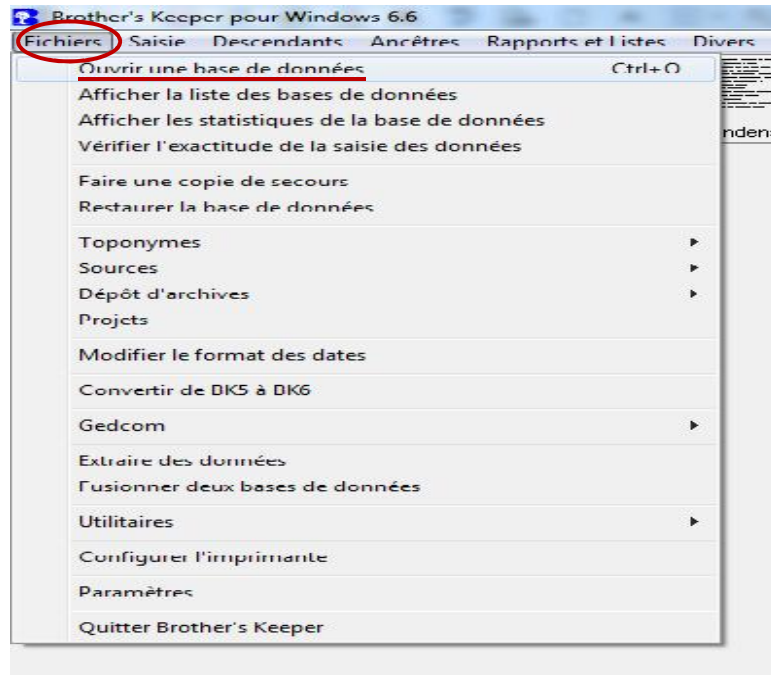 Brother's Keeper pour Windows 6.6
Fichiers Saisie Descendants Ancêtres Rapports et Listes Divers
Ouvrir une base de données Ctrl+O
Afficher la liste des bases de données
Afficher les statistiques de la base de données
Vérifier l'exactitude de la saisie des données
Faire une copie de secours
Restaurer la base de données
Toponymes
Sources
Dépôt d'archives
Projets
Modifier le format des dates
Convertir de BK5 à BK6
Gedcom
Extraire des données
Fusionner deux bases de données
Utilitaires
Configurer l'imprimante
Paramètres
Quitter Brother's Keeper